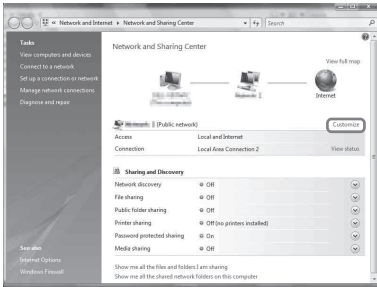 « Network and Internet ▸ Network and Sharing Center
Search
Tasks
View computers and devices
Connect to a network
Set up a connection or network
Manage network connections
Diagnose and repair
See also
Internet Options
Windows Firewall
Network and Sharing Center
View full map
Internet
(Public network)
Customize
Access Local and Internet
Connection Local Area Connection 2 View status
Sharing and Discovery
Network discovery Off
File sharing Off
Public folder sharing Off
Printer sharing Off (no printers installed)
Password protected sharing On
Media sharing Off
Show me all the files and folders I am sharing
Show me all the shared network folders on this computer